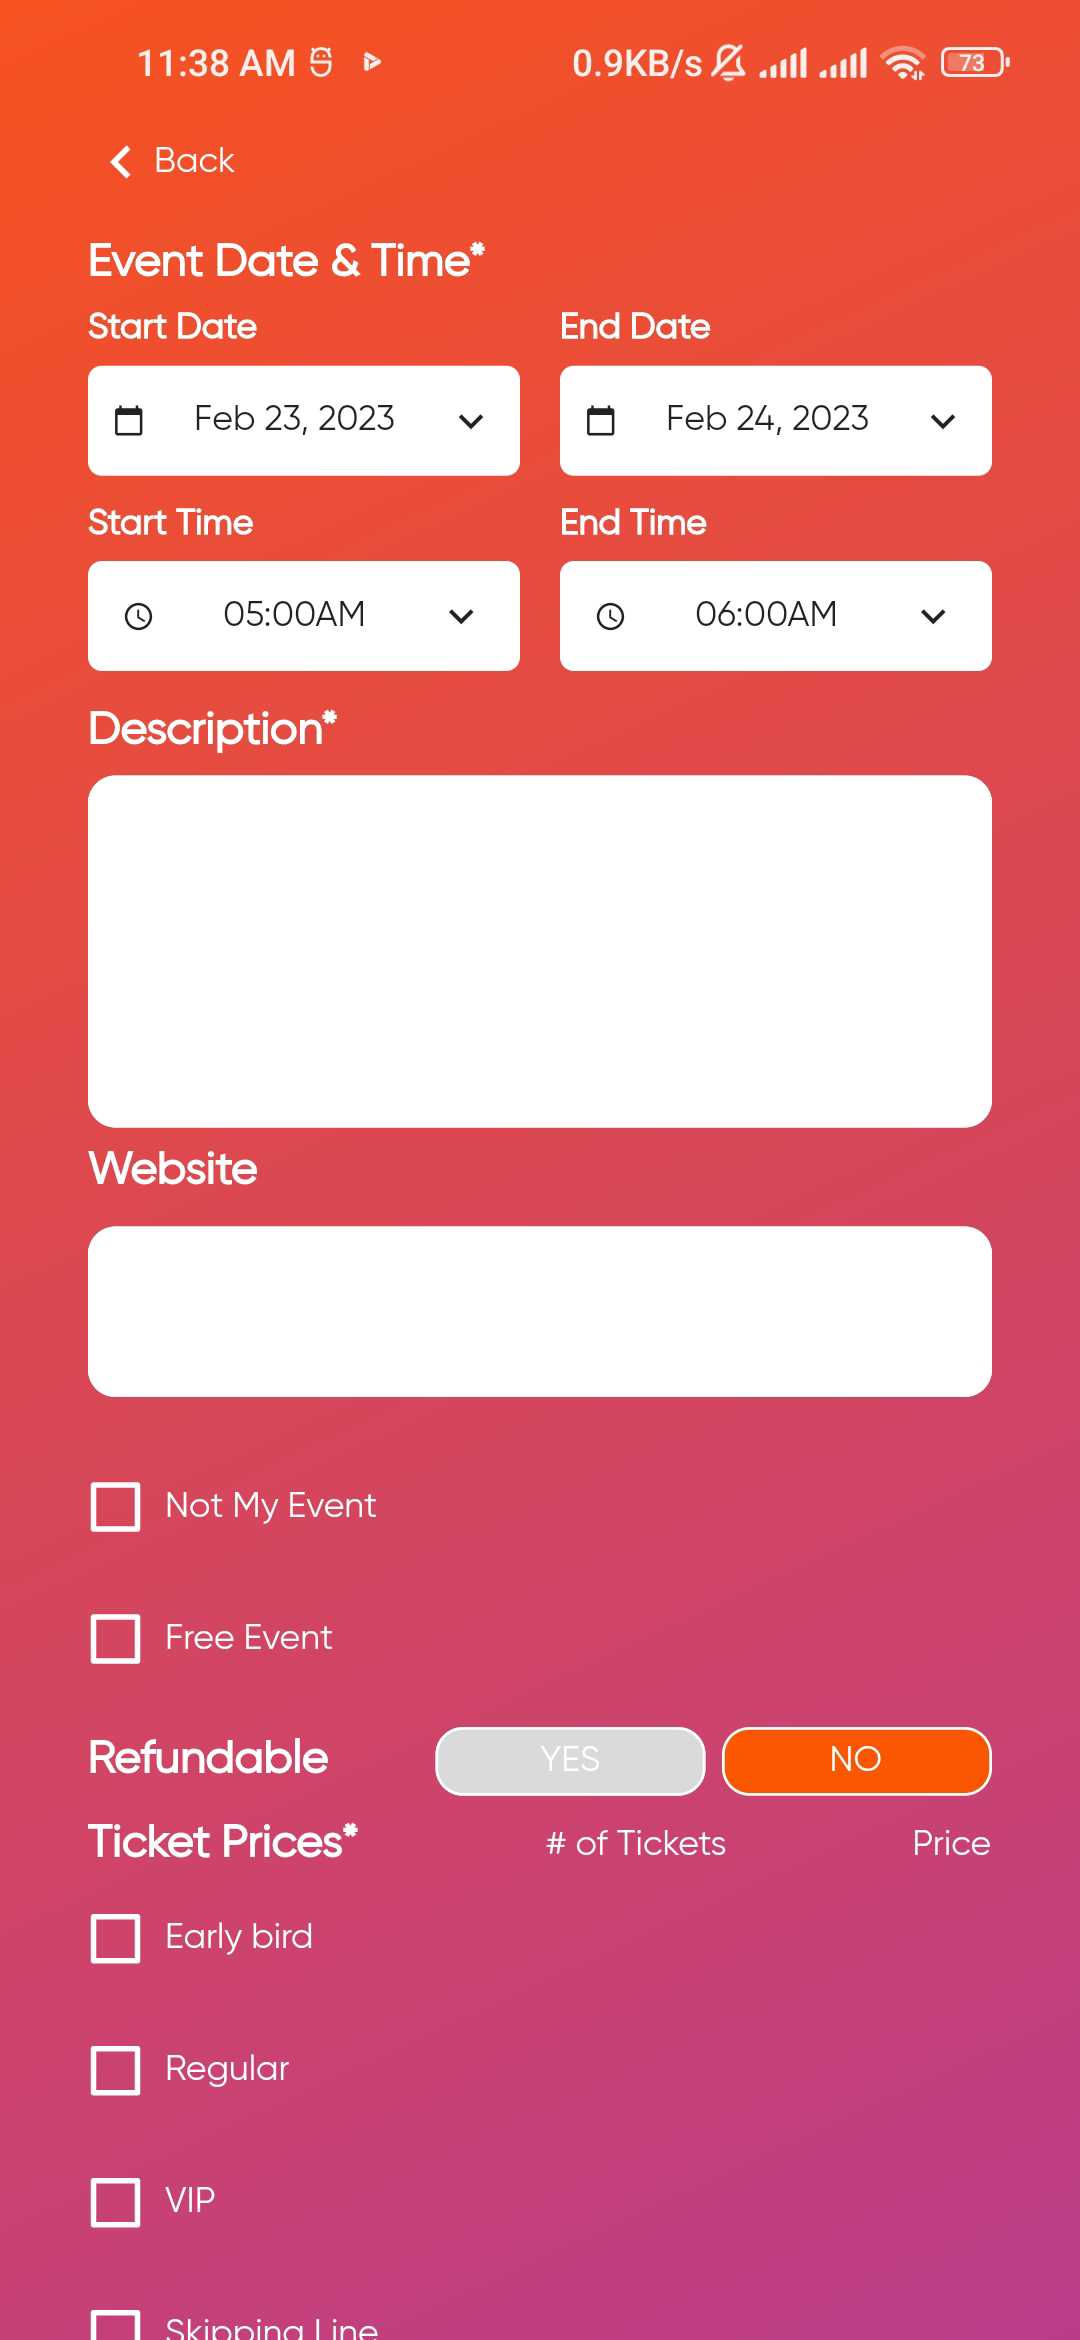 11:38 AM 0.9KB/s 73
Back
Event Date & Time*
Start Date End Date
Feb 23, 2023 Feb 24, 2023
Start Time End Time
05:00AM 06:00AM
Description*
Website
Not My Event
Free Event
Refundable YES NO
Ticket Prices* # of Tickets Price
Early bird
Regular
VIP
Skipping Line